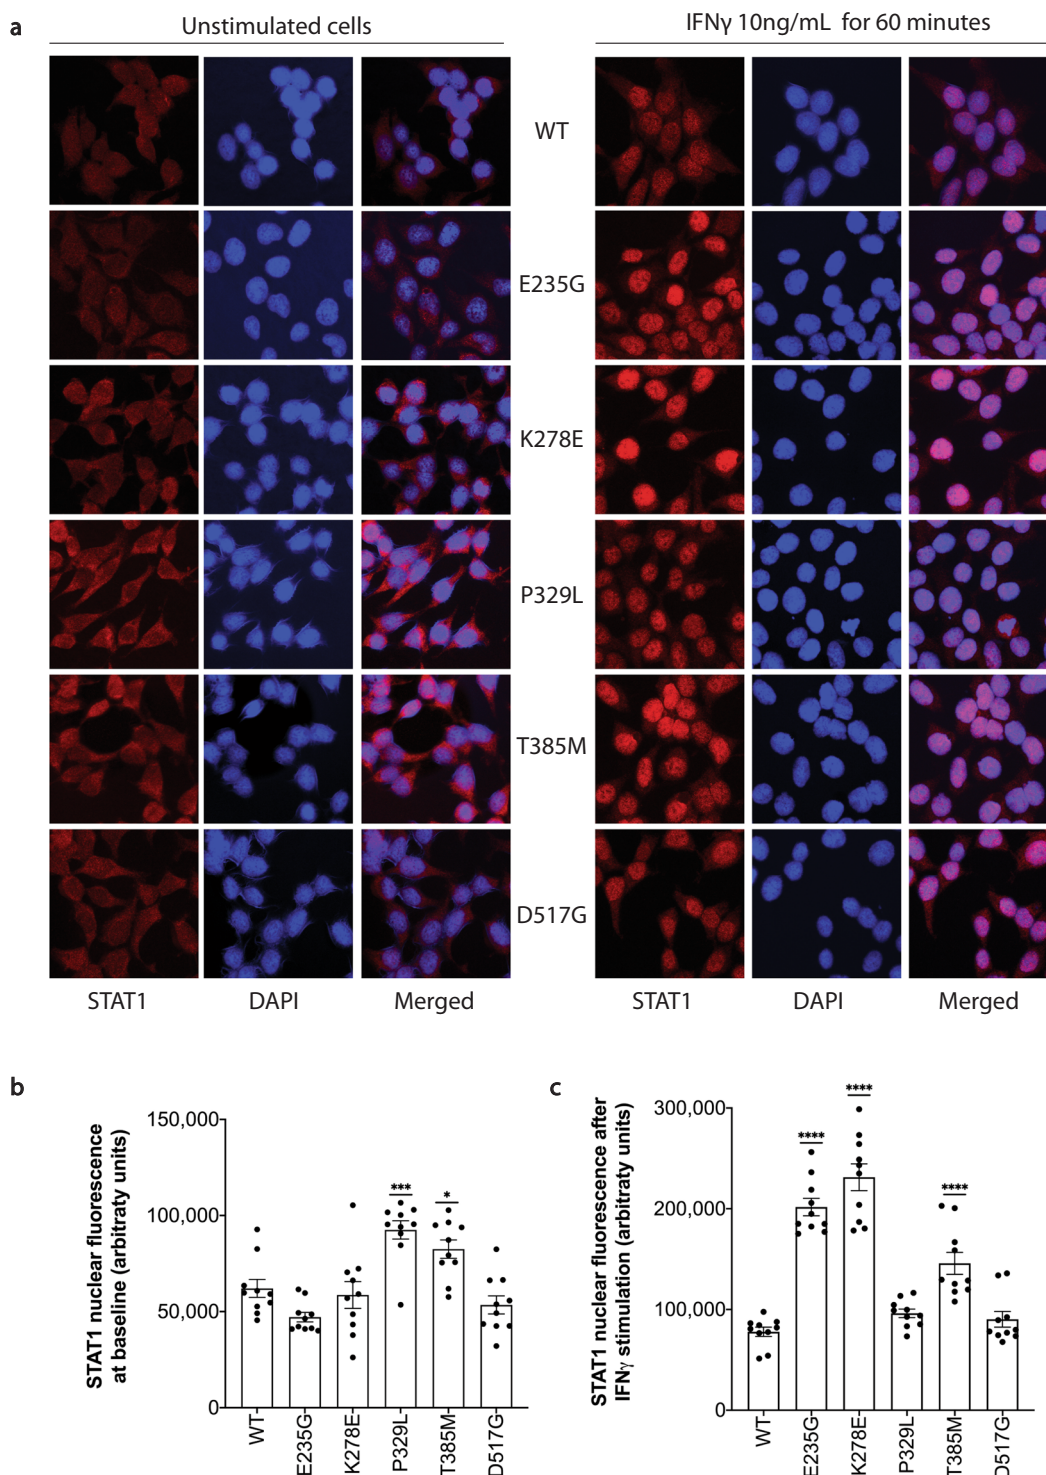 a
Unstimulated cells
IFNγ 10ng/mL for 60 minutes
WT
E235G
K278E
P329L
T385M
D517G
STAT1
DAPI
Merged
STAT1
DAPI
Merged
b
STAT1 nuclear fluorescence
at baseline (arbitraty units)
150,000
100,000
50,000
0
***
*
WT
E235G
K278E
P329L
T385M
D517G
c
STAT1 nuclear fluorescence after
IFNγ stimulation (arbitraty units)
300,000
200,000
100,000
0
****
****
****
WT
E235G
K278E
P329L
T385M
D517G